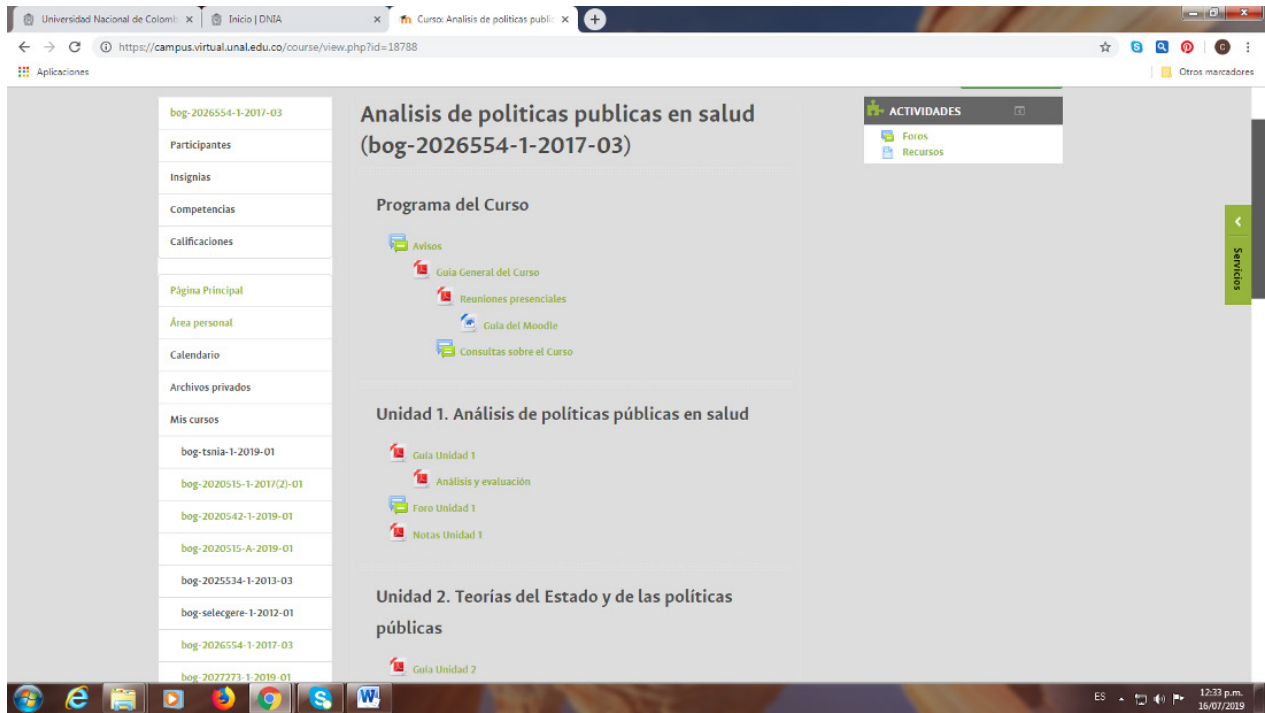 Universidad Nacional de Colomb
Inicio | DNIA
Curso: Analisis de politicas public
https://campus.virtual.unal.edu.co/course/view.php?id=18788
Aplicaciones
Otros marcadores
bog-2026554-1-2017-03
Participantes
Insignias
Competencias
Calificaciones
Página Principal
Área personal
Calendario
Archivos privados
Mis cursos
bog-tsnia-1-2019-01
bog-2020515-1-2017(2)-01
bog-2020542-1-2019-01
bog-2020515-A-2019-01
bog-2025534-1-2013-03
bog-selecgere-1-2012-01
bog-2026554-1-2017-03
bog-2027273-1-2019-01
Analisis de politicas publicas en salud
(bog-2026554-1-2017-03)
Programa del Curso
Avisos
Guia General del Curso
Reuniones presenciales
Guia del Moodle
Consultas sobre el Curso
Unidad 1. Análisis de políticas públicas en salud
Guia Unidad 1
Análisis y evaluación
Foro Unidad 1
Notas Unidad 1
Unidad 2. Teorías del Estado y de las políticas
públicas
Guia Unidad 2
ACTIVIDADES
Foros
Recursos
Servicios
ES
12:33 p.m.
16/07/2019